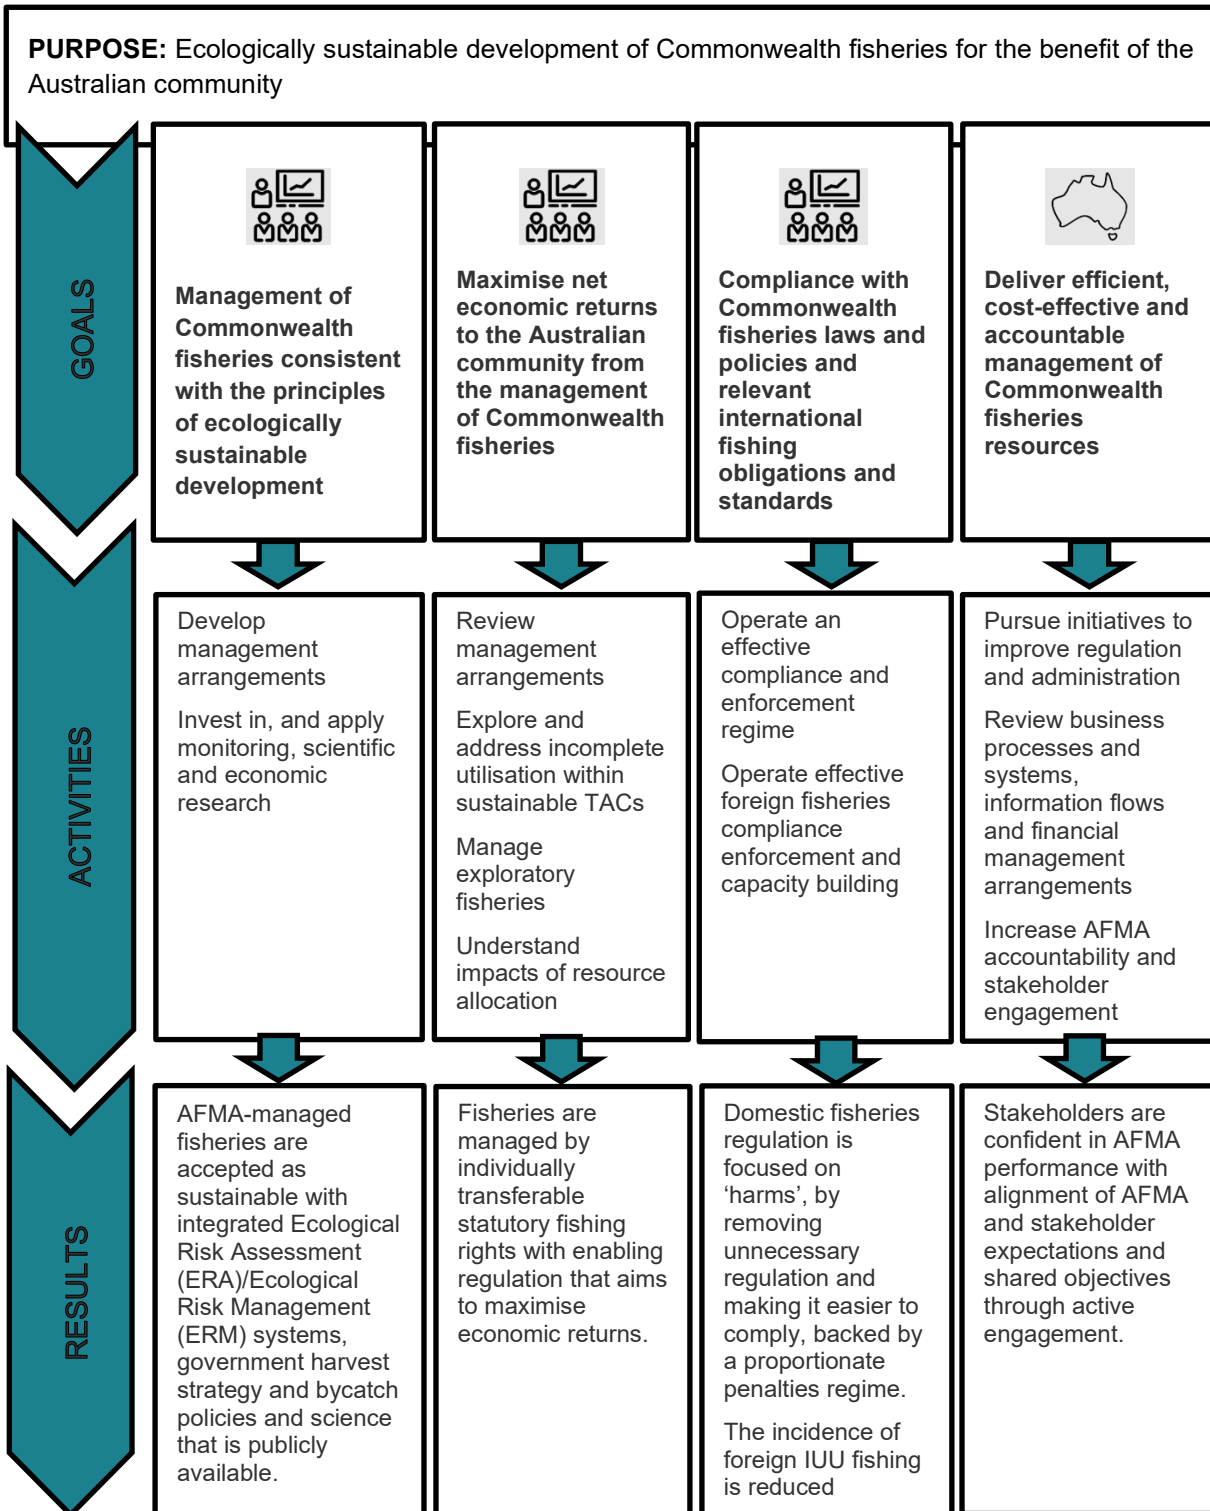 PURPOSE: Ecologically sustainable development of Commonwealth fisheries for the benefit of the
Australian community
GOALS
Management of
Commonwealth
fisheries consistent
with the principles
of ecologically
sustainable
development
Maximise net
economic returns
to the Australian
community from
the management
of Commonwealth
fisheries
Compliance with
Commonwealth
fisheries laws and
policies and
relevant
international
fishing
obligations and
standards
Deliver efficient,
cost-effective and
accountable
management of
Commonwealth
fisheries
resources
ACTIVITIES
Develop
management
arrangements
Invest in, and apply
monitoring, scientific
and economic
research
Review
management
arrangements
Explore and
address incomplete
utilisation within
sustainable TACs
Manage
exploratory
fisheries
Understand
impacts of resource
allocation
Operate an
effective
compliance and
enforcement
regime
Operate effective
foreign fisheries
compliance
enforcement and
capacity building
Pursue initiatives to
improve regulation
and administration
Review business
processes and
systems,
information flows
and financial
management
arrangements
Increase AFMA
accountability and
stakeholder
engagement
RESULTS
AFMA-managed
fisheries are
accepted as
sustainable with
integrated Ecological
Risk Assessment
(ERA)/Ecological
Risk Management
(ERM) systems,
government harvest
strategy and bycatch
policies and science
that is publicly
available.
Fisheries are
managed by
individually
transferable
statutory fishing
rights with enabling
regulation that aims
to maximise
economic returns.
Domestic fisheries
regulation is
focused on
‘harms’, by
removing
unnecessary
regulation and
making it easier to
comply, backed by
a proportionate
penalties regime.
The incidence of
foreign IUU fishing
is reduced
Stakeholders are
confident in AFMA
performance with
alignment of AFMA
and stakeholder
expectations and
shared objectives
through active
engagement.